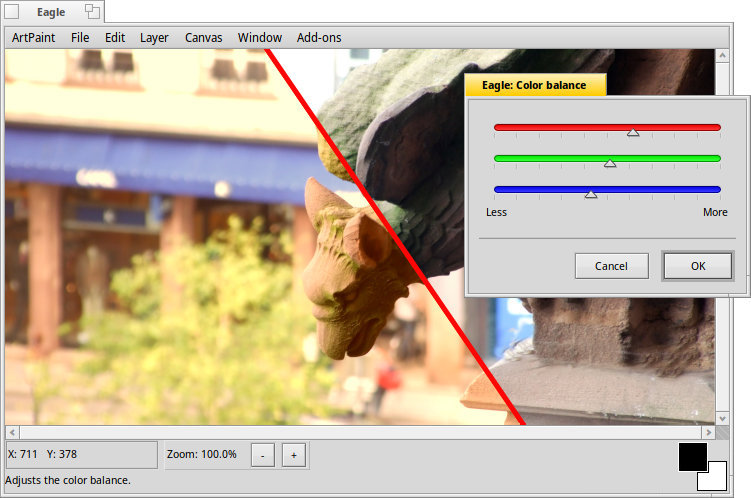 Eagle
ArtPaint File Edit Layer Canvas Window Add-ons
Eagle: Color balance
Less More
Cancel OK
X: 711 Y: 378 Zoom: 100.0% - +
Adjusts the color balance.